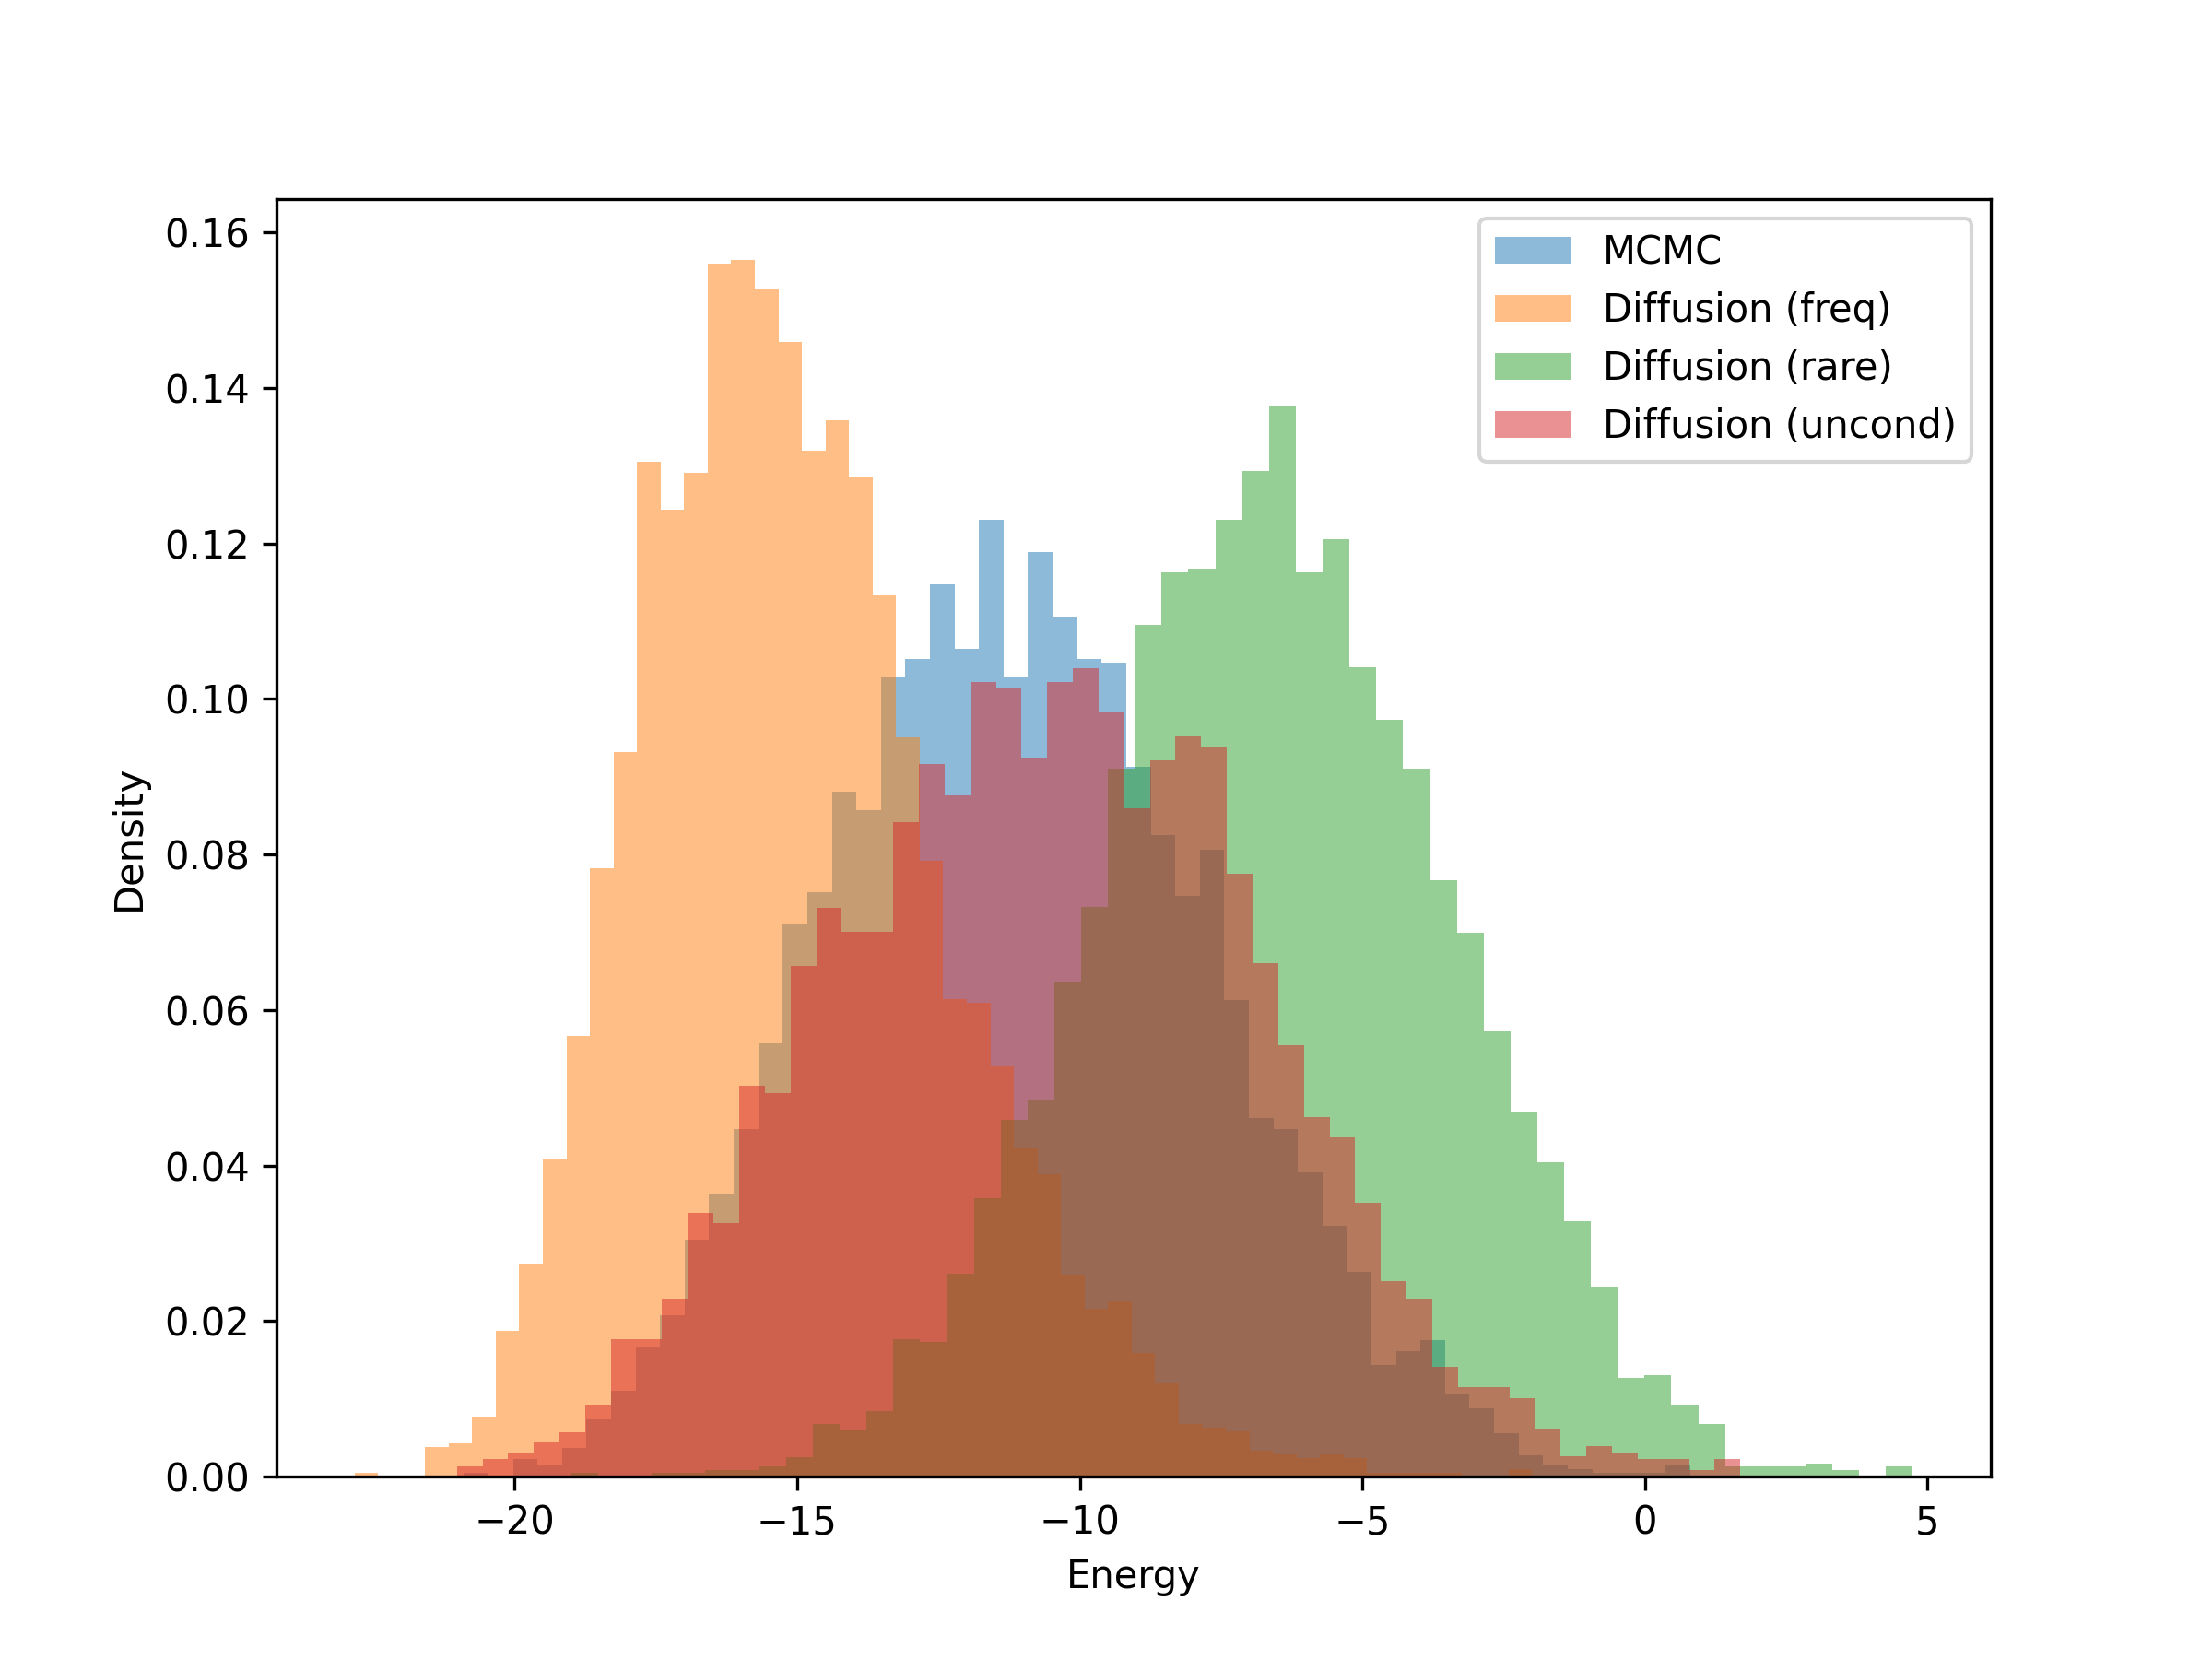 MCMC
Diffusion (freq)
Diffusion (rare)
Diffusion (uncond)
0.16
0.14
0.12
0.10
0.08
0.06
0.04
0.02
0.00
Density
−20 −15 −10 −5 0 5
Energy